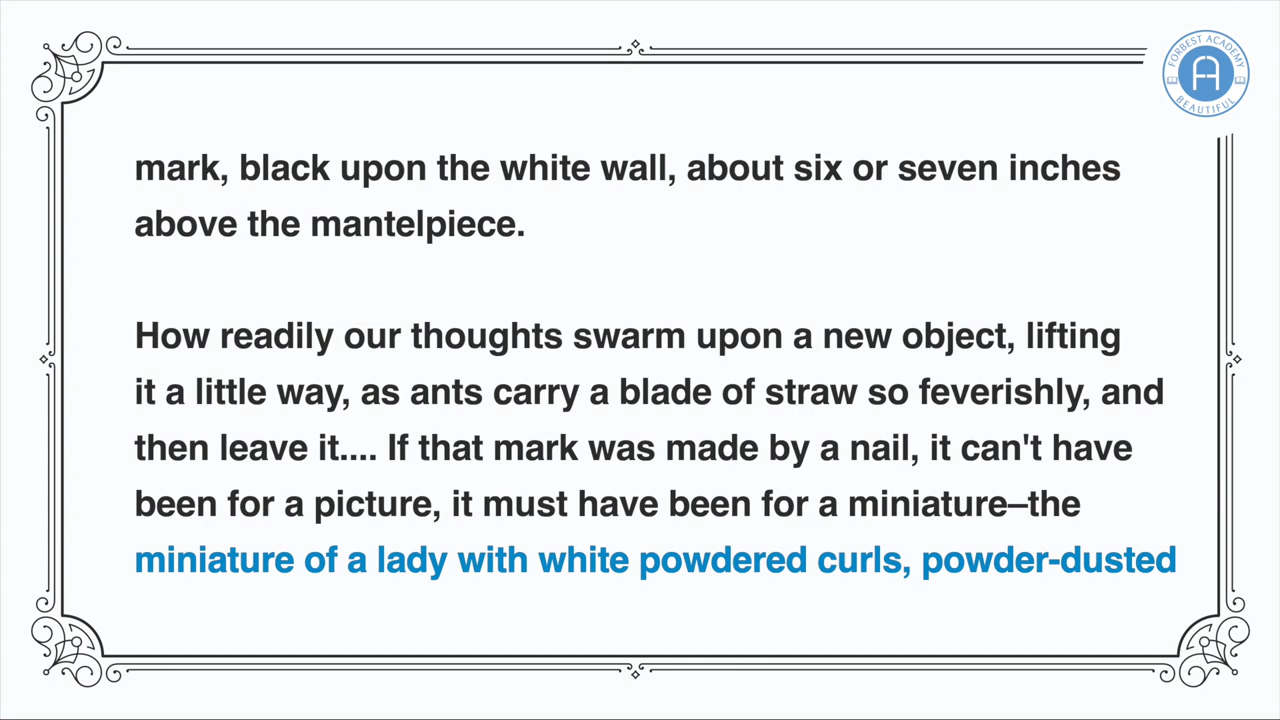 FORBEST ACADEMY
A
BEAUTIFUL
mark, black upon the white wall, about six or seven inches
above the mantelpiece.
How readily our thoughts swarm upon a new object, lifting
it a little way, as ants carry a blade of straw so feverishly, and
then leave it.... If that mark was made by a nail, it can't have
been for a picture, it must have been for a miniature–the
miniature of a lady with white powdered curls, powder-dusted